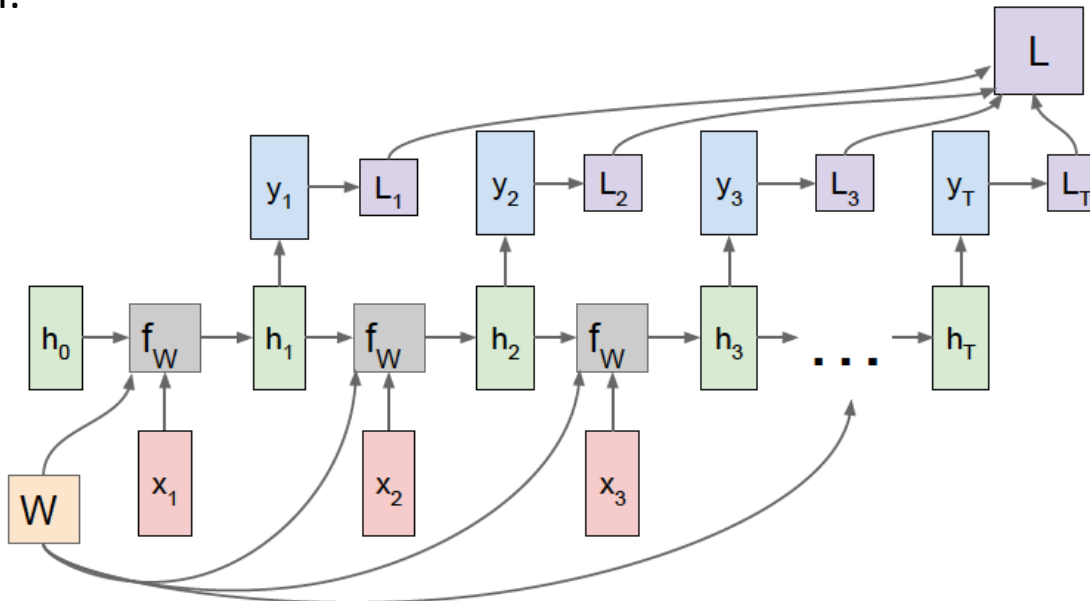 L
y1 L1 y2 L2 y3 L3 yT LT
h0 fW h1 fW h2 fW h3 ... hT
x1 x2 x3
W